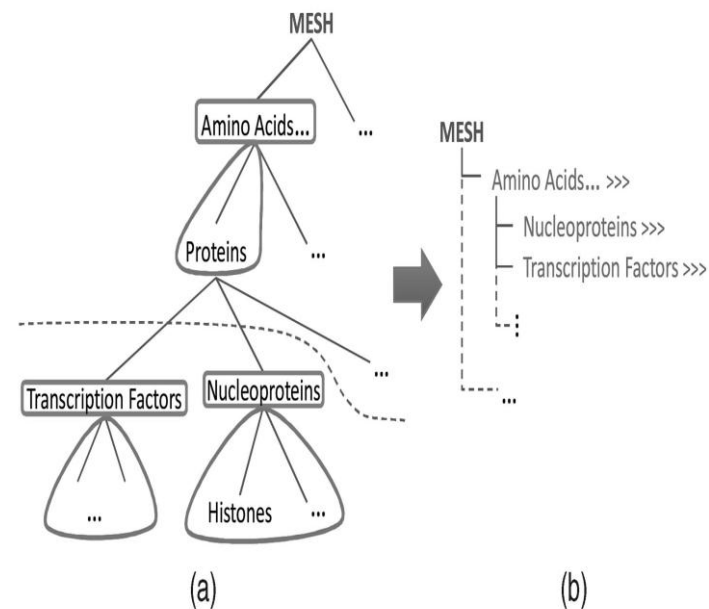 MESH
Amino Acids...
...
Proteins
...
...
Transcription Factors
Nucleoproteins
...
Histones
...
(a)
MESH
Amino Acids... >>>
Nucleoproteins >>>
Transcription Factors >>>
...
(b)